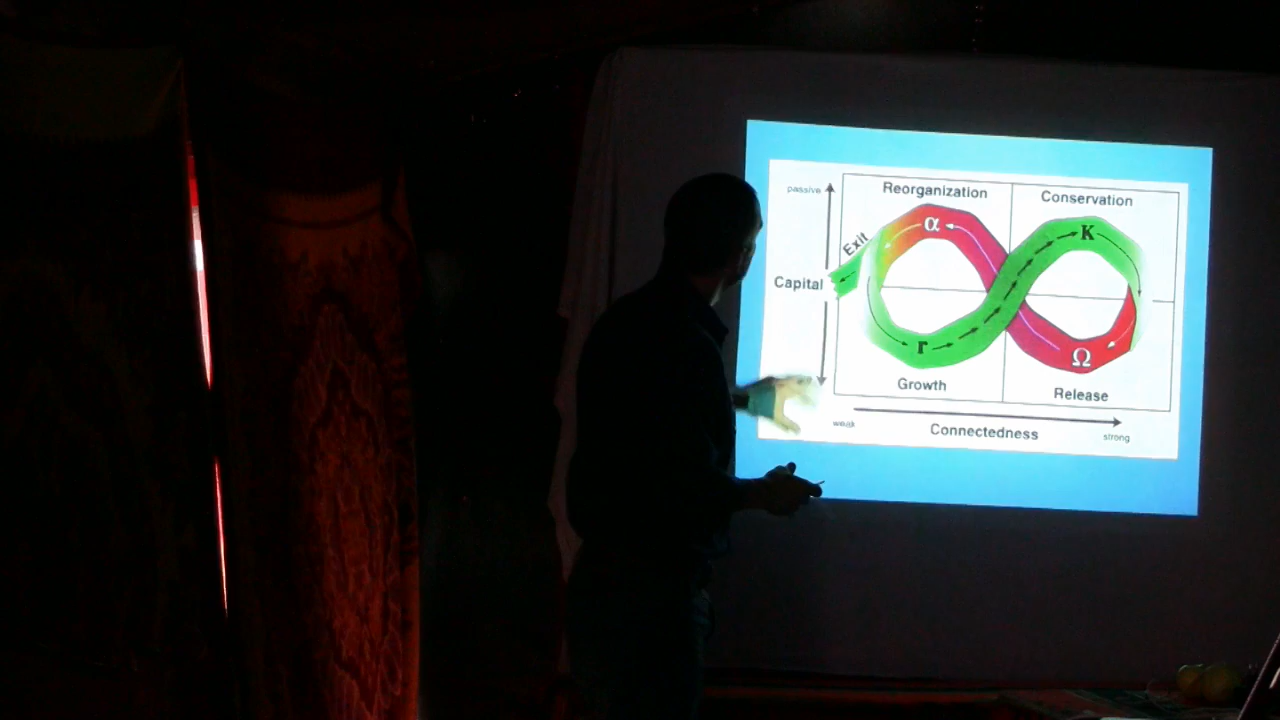 Reorganization
Conservation
passive
α
K
Exit
Capital
r
Ω
Growth
Release
weak
Connectedness
strong